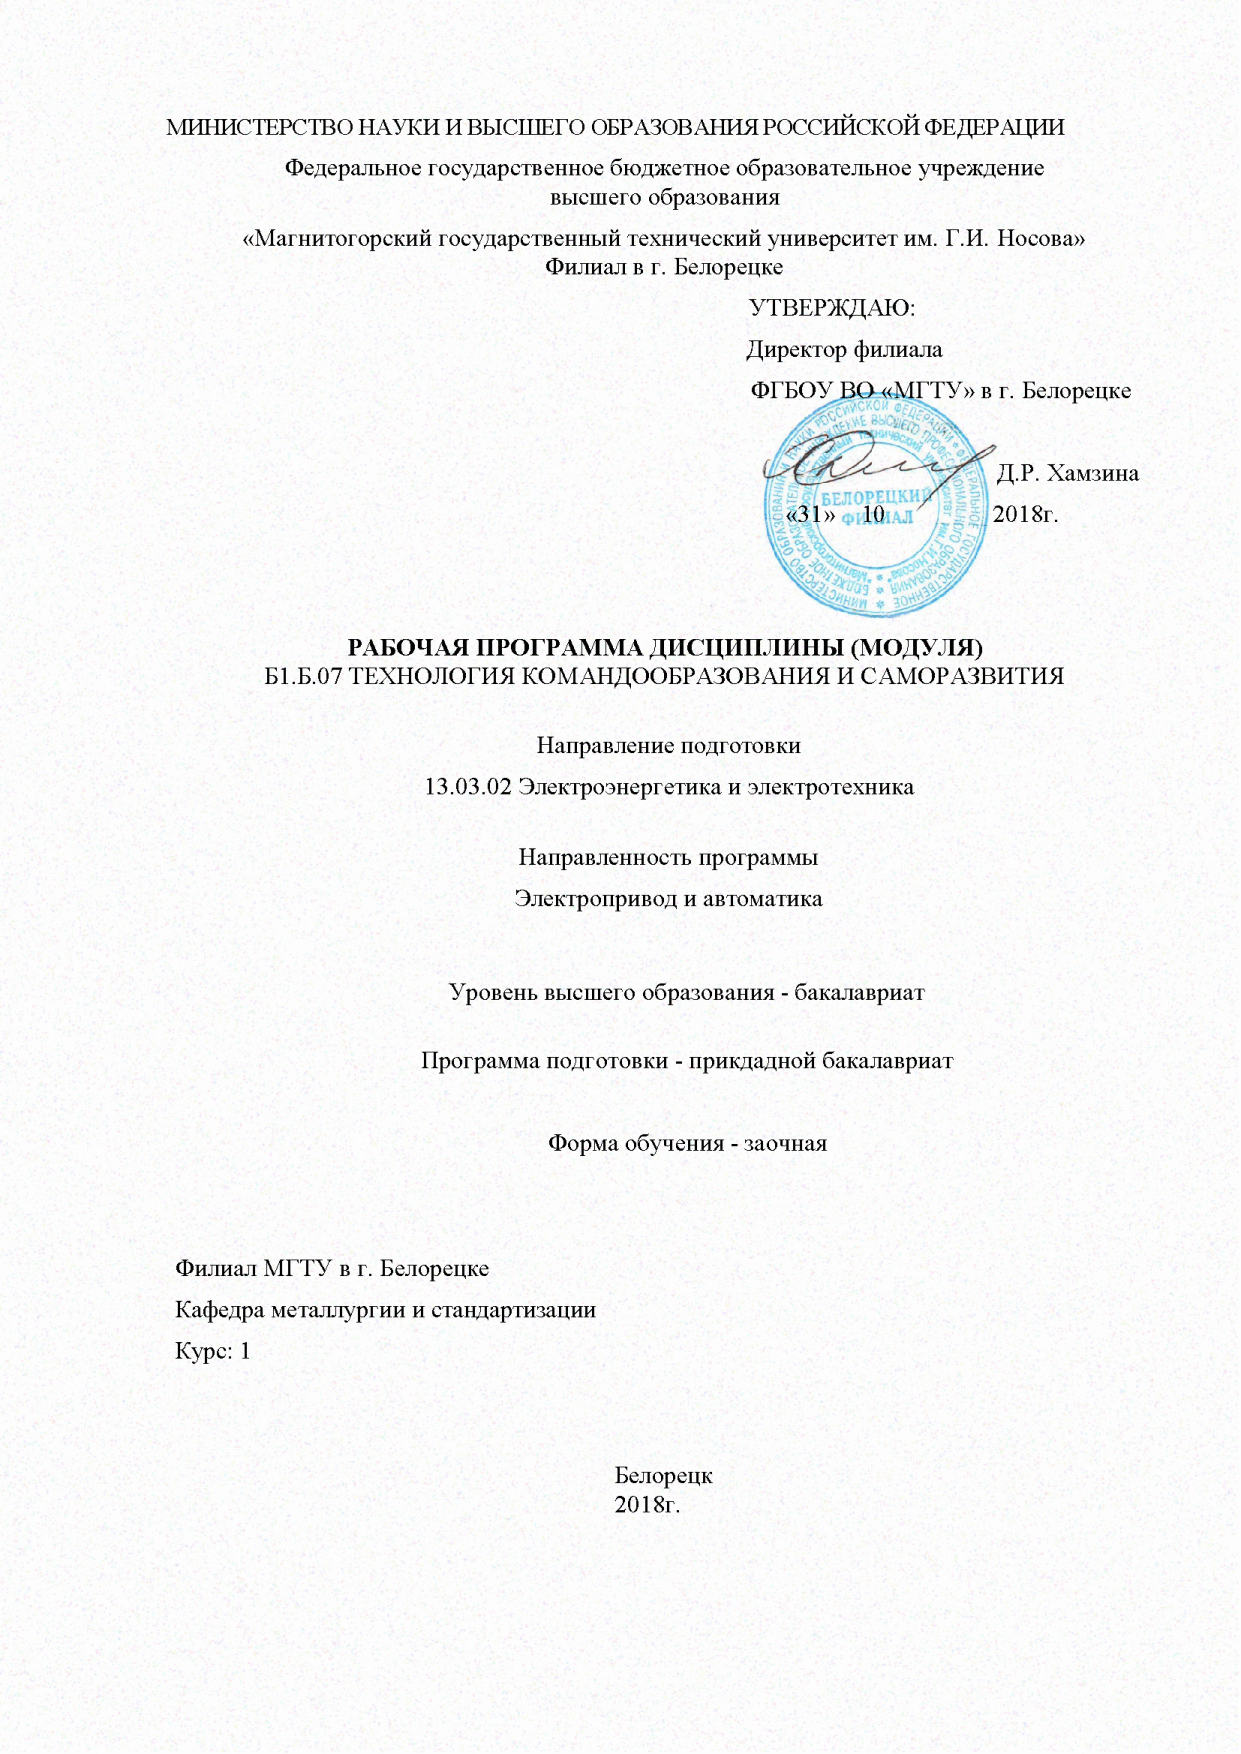 МИНИСТЕРСТВО НАУКИ И ВЫСШЕГО ОБРАЗОВАНИЯ РОССИЙСКОЙ ФЕДЕРАЦИИ
Федеральное государственное бюджетное образовательное учреждение
высшего образования
«Магнитогорский государственный технический университет им. Г.И. Носова»
Филиал в г. Белорецке
УТВЕРЖДАЮ:
Директор филиала
ФГБОУ ВО «МГТУ» в г. Белорецке
Д.Р. Хамзина
БЕЛОРЕЦКИЙ
ФИЛИАЛ
«31» 10 2018г.
РАБОЧАЯ ПРОГРАММА ДИСЦИПЛИНЫ (МОДУЛЯ)
Б1.Б.07 ТЕХНОЛОГИЯ КОМАНДООБРАЗОВАНИЯ И САМОРАЗВИТИЯ
Направление подготовки
13.03.02 Электроэнергетика и электротехника
Направленность программы
Электропривод и автоматика
Уровень высшего образования - бакалавриат
Программа подготовки - прикдадной бакалавриат
Форма обучения - заочная
Филиал МГТУ в г. Белорецке
Кафедра металлургии и стандартизации
Курс: 1
Белорецк
2018г.